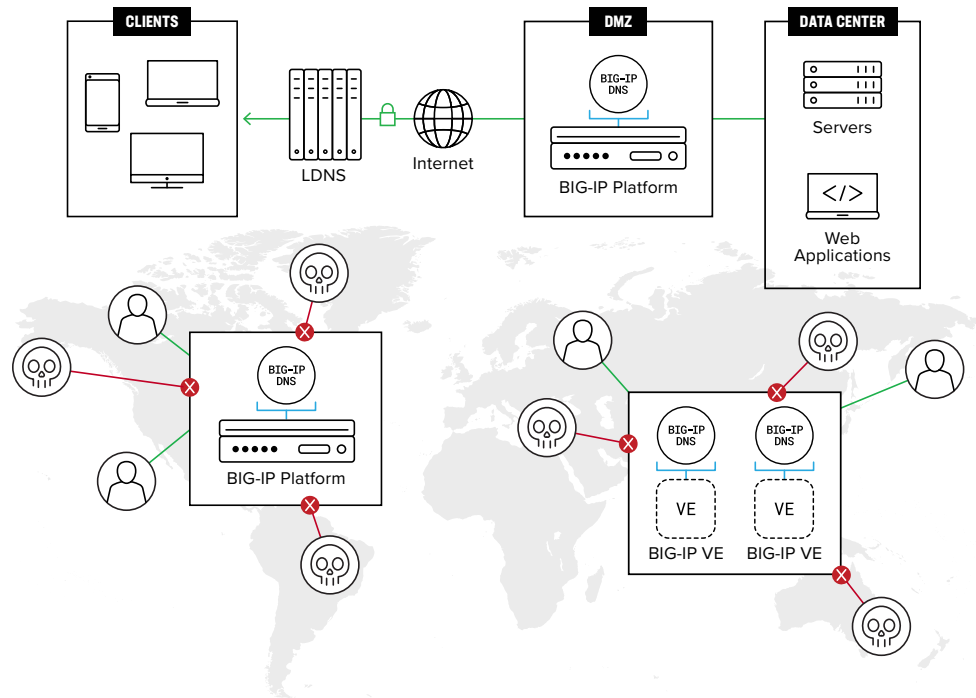 CLIENTS
DMZ
DATA CENTER
BIG-IP
DNS
Servers
LDNS
Internet
BIG-IP Platform
</>
Web
Applications
BIG-IP
DNS
BIG-IP Platform
BIG-IP
DNS
BIG-IP
DNS
VE
VE
BIG-IP VE
BIG-IP VE